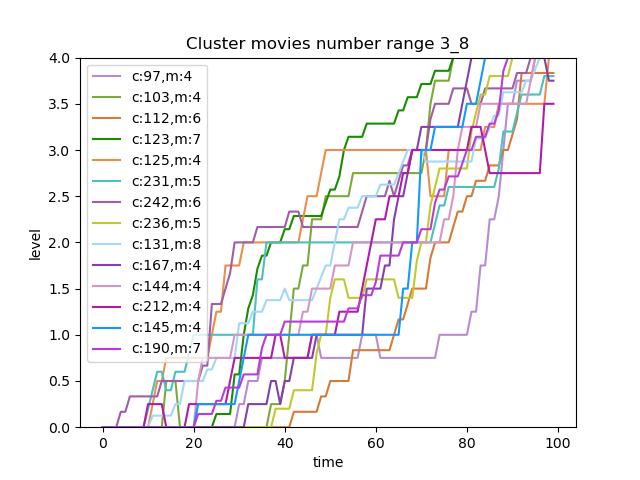 Cluster movies number range 3_8
level
4.0
3.5
3.0
2.5
2.0
1.5
1.0
0.5
0.0
c:97,m:4
c:103,m:4
c:112,m:6
c:123,m:7
c:125,m:4
c:231,m:5
c:242,m:6
c:236,m:5
c:131,m:8
c:167,m:4
c:144,m:4
c:212,m:4
c:145,m:4
c:190,m:7
0 20 40 60 80 100
time